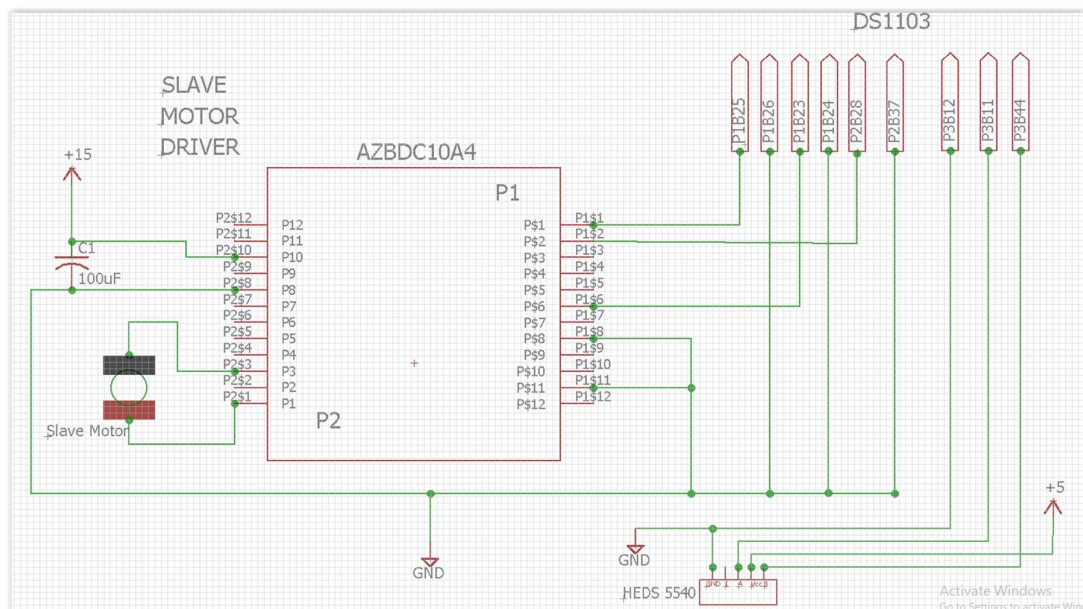 DS1103
SLAVE
MOTOR
DRIVER
+15
AZBDC10A4
P1
P1B25
P1B26
P1B23
P1B24
P2B28
P2B37
P3B12
P3B11
P3B44
C1
100uF
P2$12
P2$11
P2$10
P2$9
P2$8
P2$7
P2$6
P2$5
P2$4
P2$3
P2$2
P2$1
P12
P11
P10
P9
P8
P7
P6
P5
P4
P3
P2
P1
P$1
P$2
P$3
P$4
P$5
P$6
P$7
P$8
P$9
P$10
P$11
P$12
P1$1
P1$2
P1$3
P1$4
P1$5
P1$6
P1$7
P1$8
P1$9
P1$10
P1$11
P1$12
P2
Slave Motor
GND
GND
+5
HEDS 5540
GND
A
Vcc
B
Activate Windows